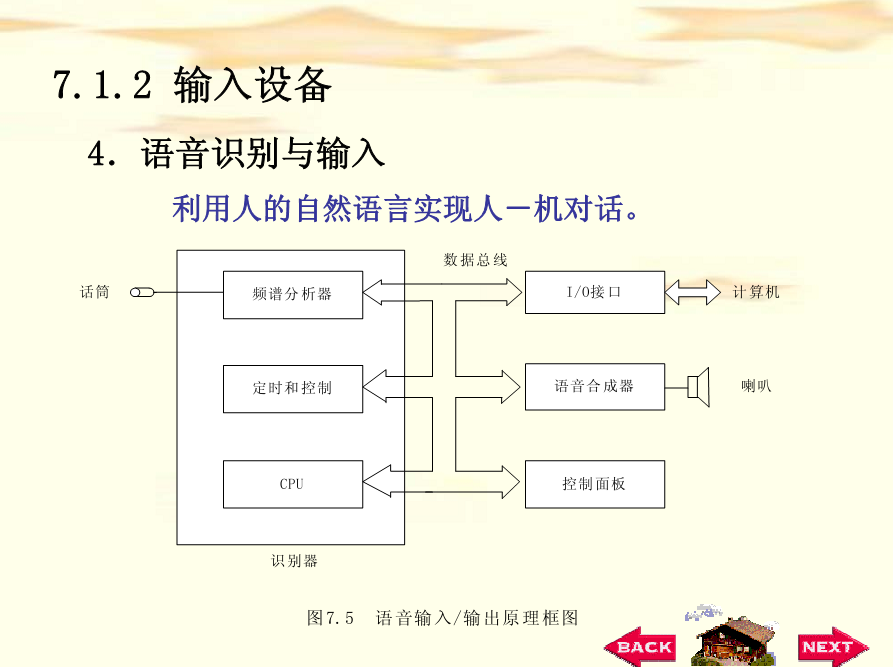 7.1.2 输入设备
4. 语音识别与输入
利用人的自然语言实现人－机对话。
数据总线
话筒
频谱分析器
I/O接口
计算机
定时和控制
语音合成器
喇叭
CPU
控制面板
识别器
图7.5 语音输入/输出原理框图
BACK
NEXT